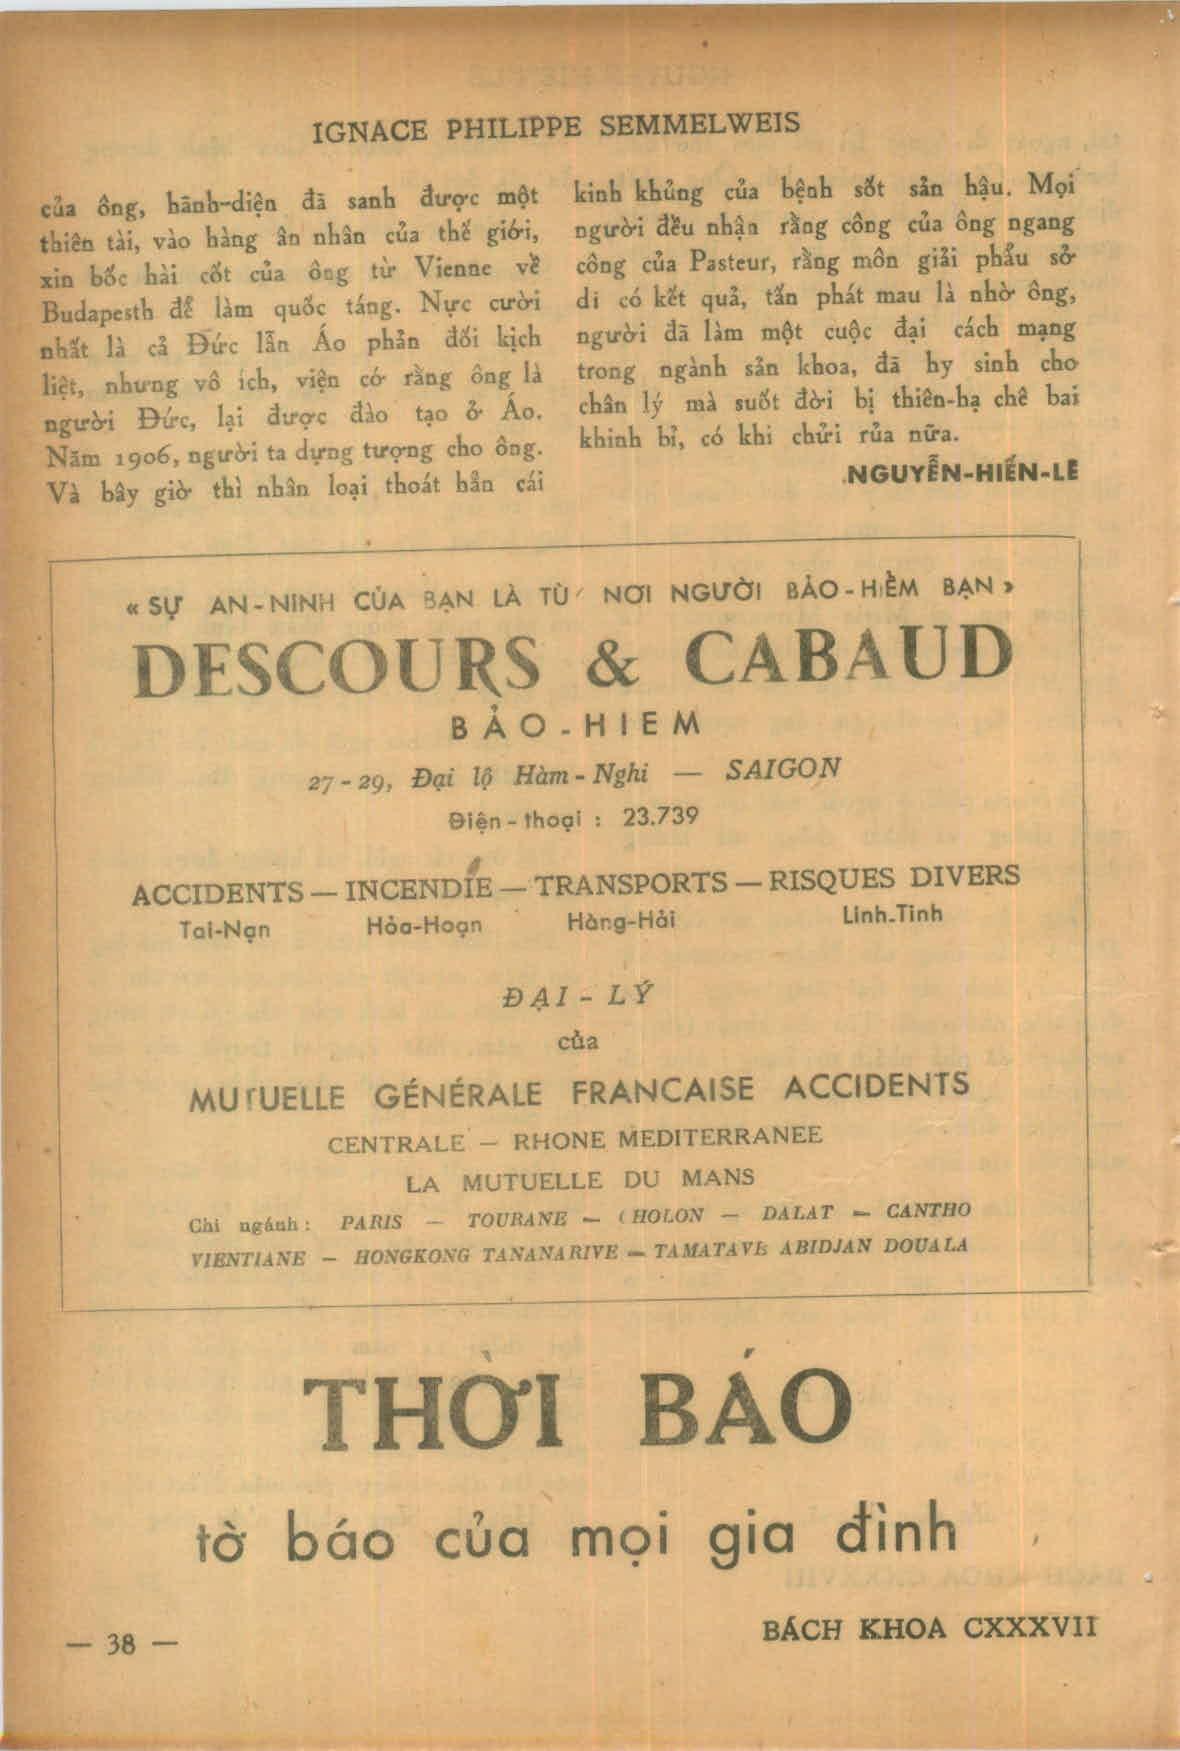 IGNACE PHILIPPE SEMMELWEIS
của ông, hãnh-diện đã sanh được một
thiên tài, vào hàng ân nhân của thế giới,
xin bốc hài cốt của ông từ Vienne về
Budapesth để làm quốc táng. Nực cười
nhất là cả Đức lẫn Áo phản đối kịch
liệt, nhưng vô ích, viện cớ rằng ông là
người Đức, lại được đào tạo ở Áo.
Năm 1906, người ta dựng tượng cho ông.
Và bây giờ thì nhân loại thoát hẳn cái
kinh khủng của bệnh sốt sản hậu. Mọi
người đều nhận rằng công của ông ngang
công của Pasteur, rằng môn giải phẩu sở
dĩ có kết quả, tấn phát mau là nhờ ông,
người đã làm một cuộc đại cách mạng
trong ngành sản khoa, đã hy sinh cho
chân lý mà suốt đời bị thiên-hạ chê bai
khinh bỉ, có khi chửi rủa nữa.
NGUYỄN-HIẾN-LÊ
« SỰ AN-NINH CỦA BẠN LÀ TỪ NƠI NGƯỜI BẢO-HIỂM BẠN »
DESCOURS & CABAUD
BẢO-HIEM
27-29, Đại lộ Hàm-Nghi — SAIGON
Điện-thoại : 23.739
ACCIDENTS — INCENDIE — TRANSPORTS — RISQUES DIVERS
Tai-Nạn Hỏa-Hoạn Hàng-Hải Linh-Tinh
ĐẠI-LÝ
của
MUTUELLE GÉNÉRALE FRANCAISE ACCIDENTS
CENTRALE — RHONE MEDITERRANEE
LA MUTUELLE DU MANS
Chi ngánh : PARIS — TOURANE — CHOLON — DALAT — CANTHO
VIENTIANE — HONGKONG TANANARIVE — TAMATAVE ABIDJAN DOUALA
THỜI BÁO
tờ báo của mọi gia đình
— 38 —
BÁCH KHOA CXXXVII